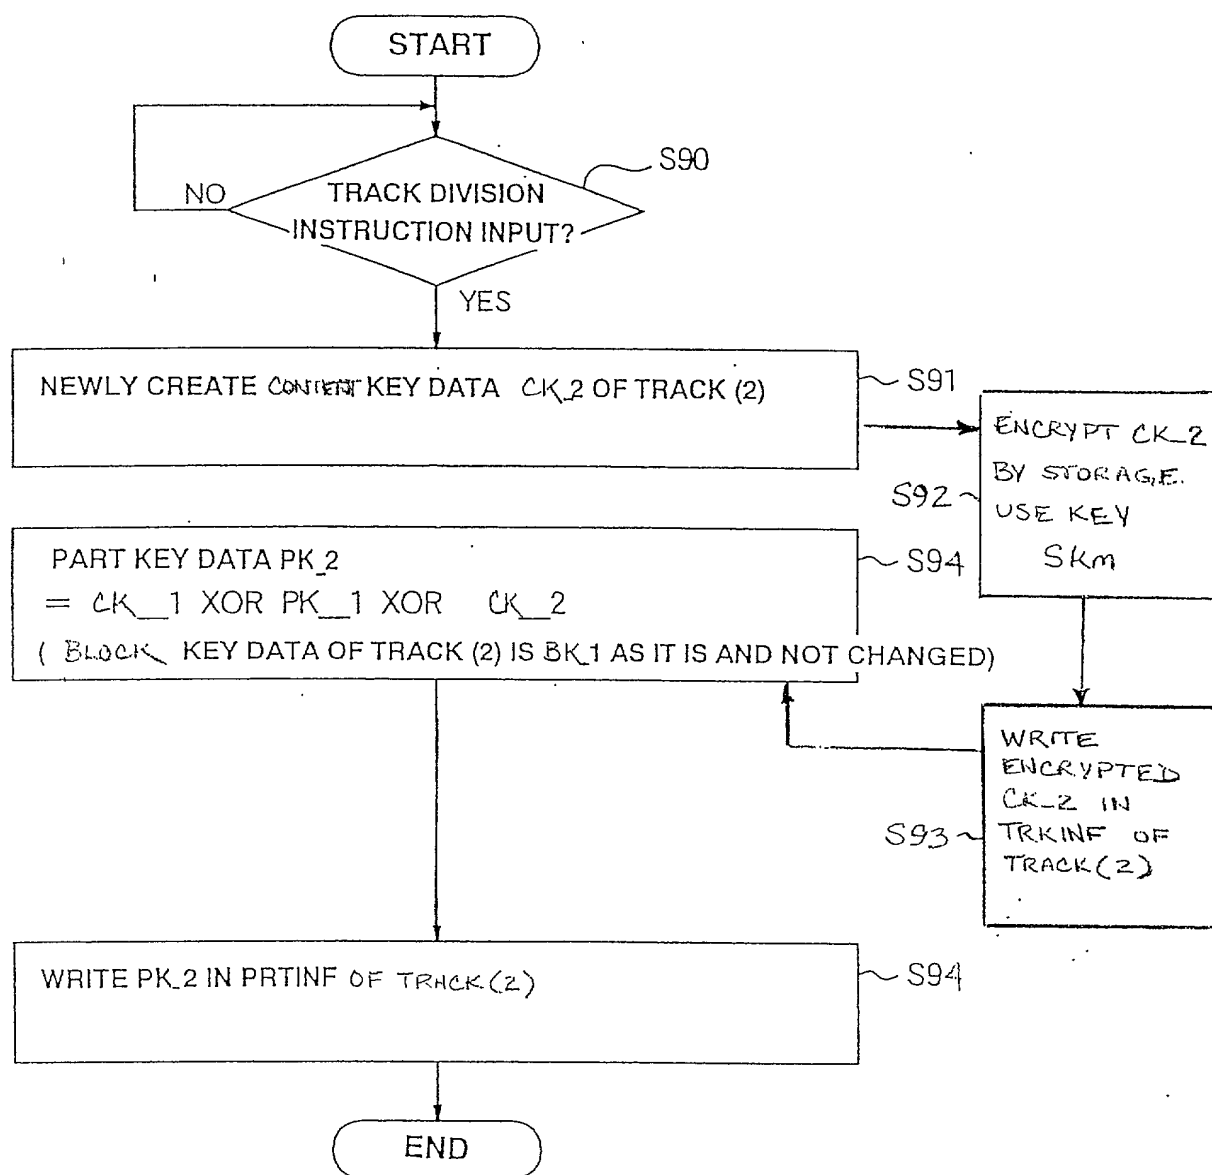 START
S90
NO
TRACK DIVISION
INSTRUCTION INPUT?
YES
NEWLY CREATE CONTENT KEY DATA CK_2 OF TRACK (2)
S91
ENCRYPT CK_2
BY STORAGE
USE KEY
Skm
S92
PART KEY DATA PK_2
= CK_1 XOR PK_1 XOR CK_2
( BLOCK KEY DATA OF TRACK (2) IS BK_1 AS IT IS AND NOT CHANGED)
S94
WRITE
ENCRYPTED
CK_2 IN
TRKINF OF
TRACK(2)
S93
WRITE PK_2 IN PRTINF OF TRACK(2)
S94
END